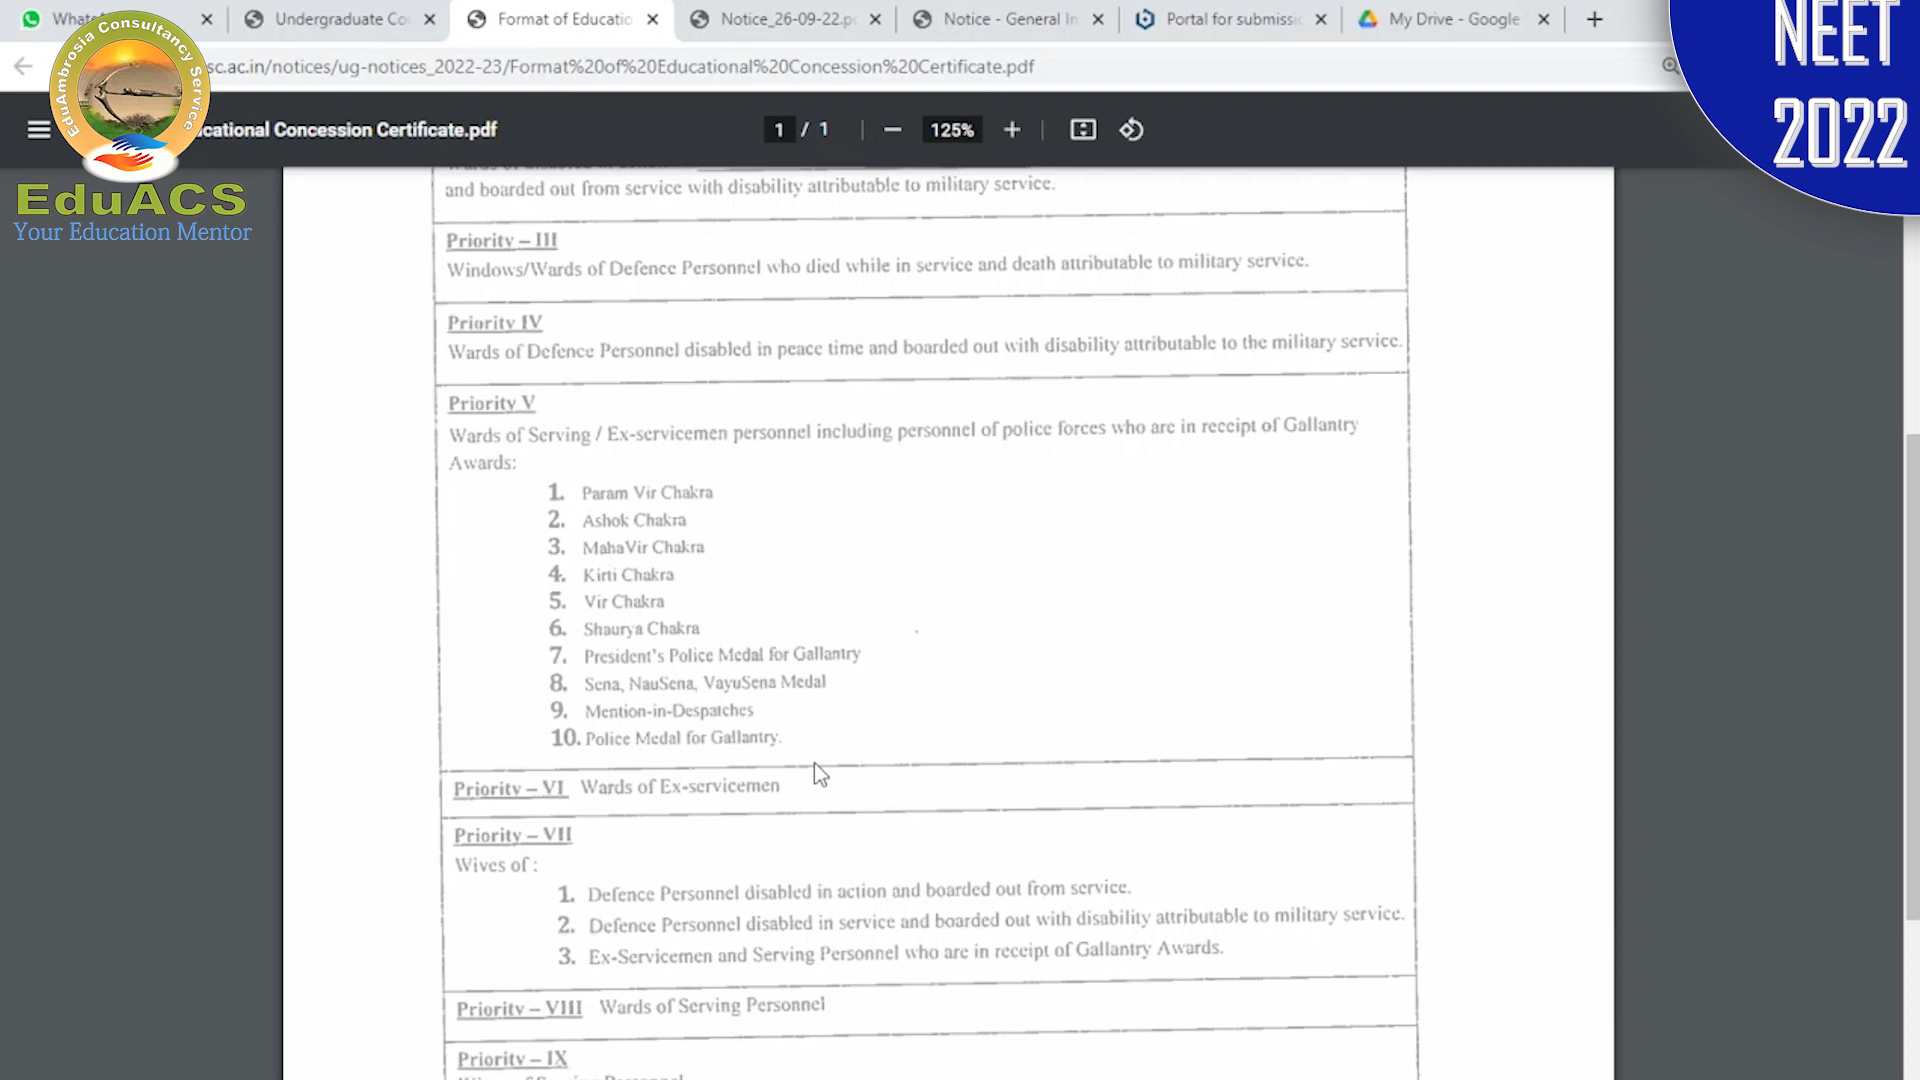 Whats
Undergraduate Co
Format of Educatio
Notice_26-09-22.p
Notice - General In
Portal for submissi
My Drive - Google
sc.ac.in/notices/ug-notices_2022-23/Format%20of%20Educational%20Concession%20Certificate.pdf
NEET
2022
EduAmbrosia Consultancy Service
EduACS
Your Education Mentor
ucational Concession Certificate.pdf
1 / 1
125%
and boarded out from service with disability attributable to military service.
Priority – III
Windows/Wards of Defence Personnel who died while in service and death attributable to military service.
Priority IV
Wards of Defence Personnel disabled in peace time and boarded out with disability attributable to the military service.
Priority V
Wards of Serving / Ex-servicemen personnel including personnel of police forces who are in receipt of Gallantry
Awards:
1. Param Vir Chakra
2. Ashok Chakra
3. MahaVir Chakra
4. Kirti Chakra
5. Vir Chakra
6. Shaurya Chakra
7. President's Police Medal for Gallantry
8. Sena, NauSena, VayuSena Medal
9. Mention-in-Despatches
10. Police Medal for Gallantry.
Priority – VI Wards of Ex-servicemen
Priority – VII
Wives of :
1. Defence Personnel disabled in action and boarded out from service.
2. Defence Personnel disabled in service and boarded out with disability attributable to military service.
3. Ex-Servicemen and Serving Personnel who are in receipt of Gallantry Awards.
Priority – VIII Wards of Serving Personnel
Priority – IX